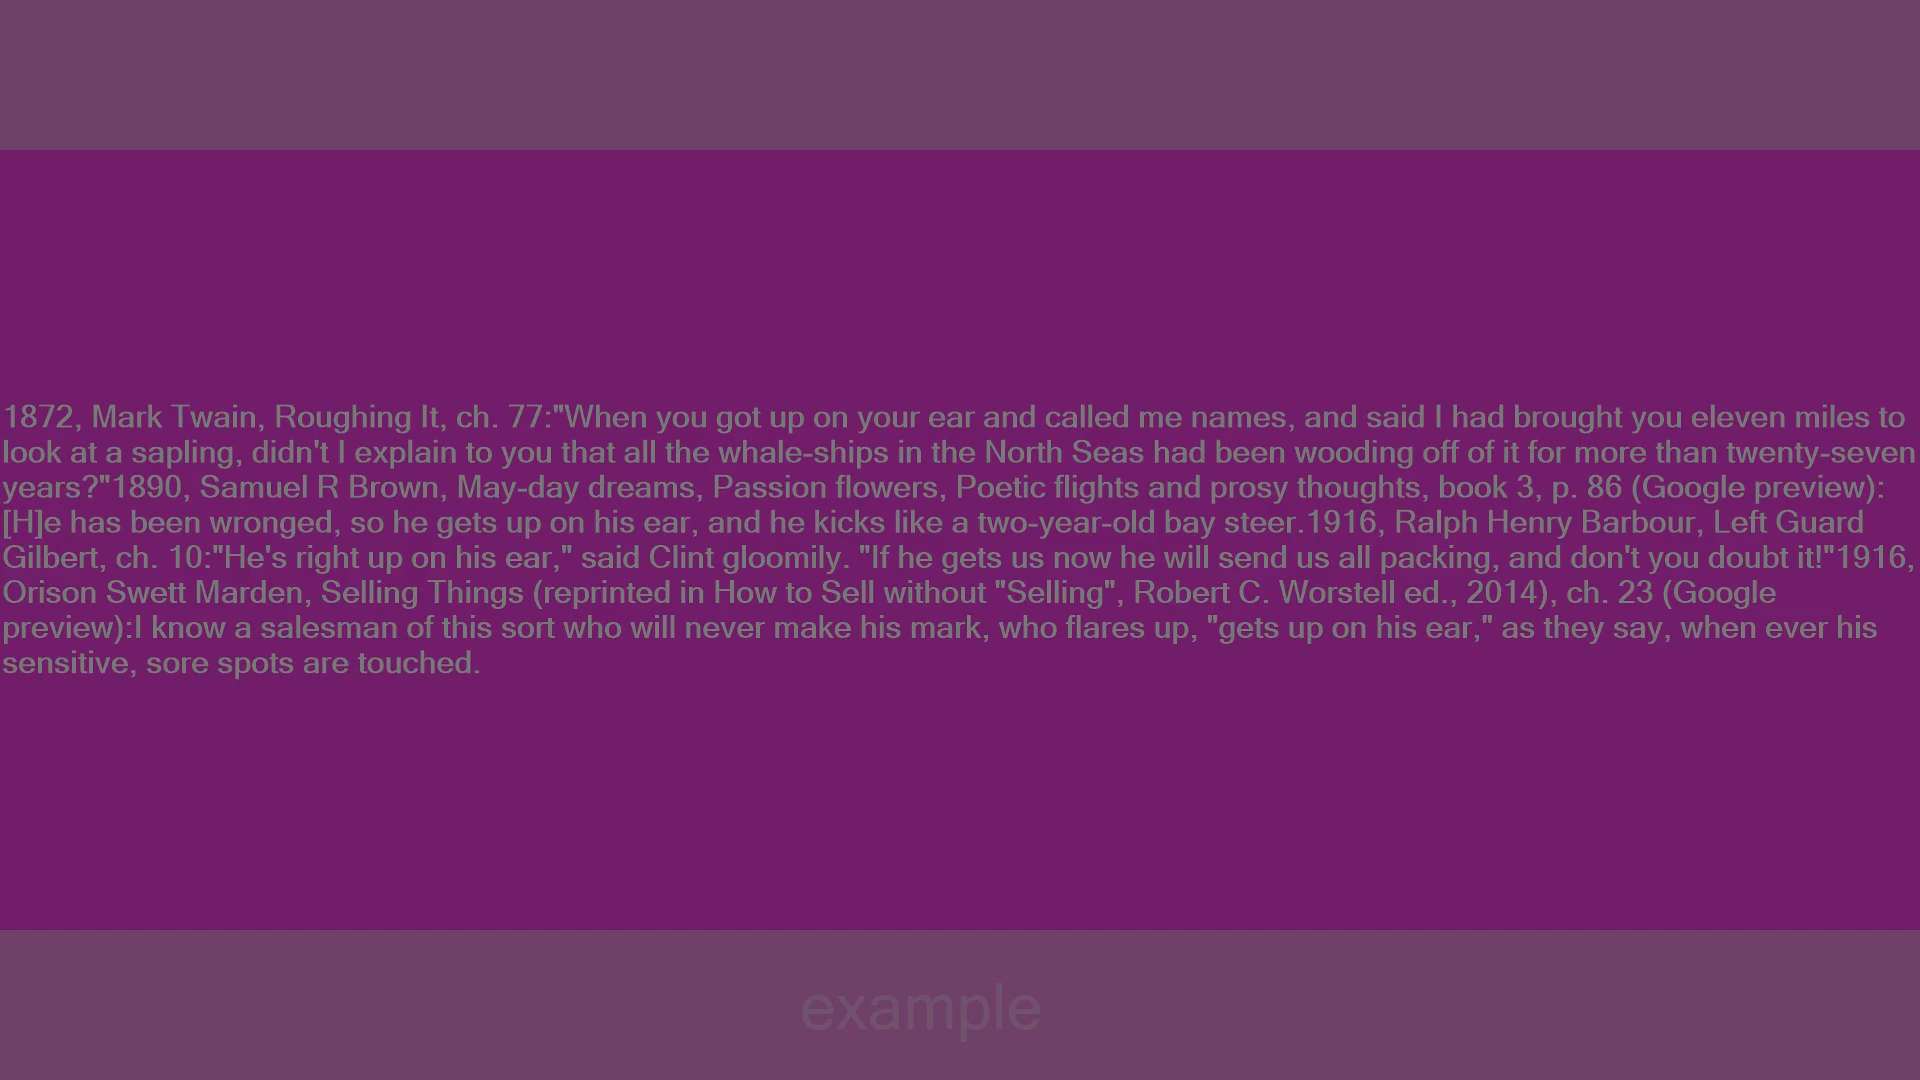 1872, Mark Twain, Roughing It, ch. 77:"When you got up on your ear and called me names, and said I had brought you eleven miles to
look at a sapling, didn't I explain to you that all the whale-ships in the North Seas had been wooding off of it for more than twenty-seven
years?"1890, Samuel R Brown, May-day dreams, Passion flowers, Poetic flights and prosy thoughts, book 3, p. 86 (Google preview):
[H]e has been wronged, so he gets up on his ear, and he kicks like a two-year-old bay steer.1916, Ralph Henry Barbour, Left Guard
Gilbert, ch. 10:"He's right up on his ear," said Clint gloomily. "If he gets us now he will send us all packing, and don't you doubt it!"1916,
Orison Swett Marden, Selling Things (reprinted in How to Sell without "Selling", Robert C. Worstell ed., 2014), ch. 23 (Google
preview):I know a salesman of this sort who will never make his mark, who flares up, "gets up on his ear," as they say, when ever his
sensitive, sore spots are touched.
example